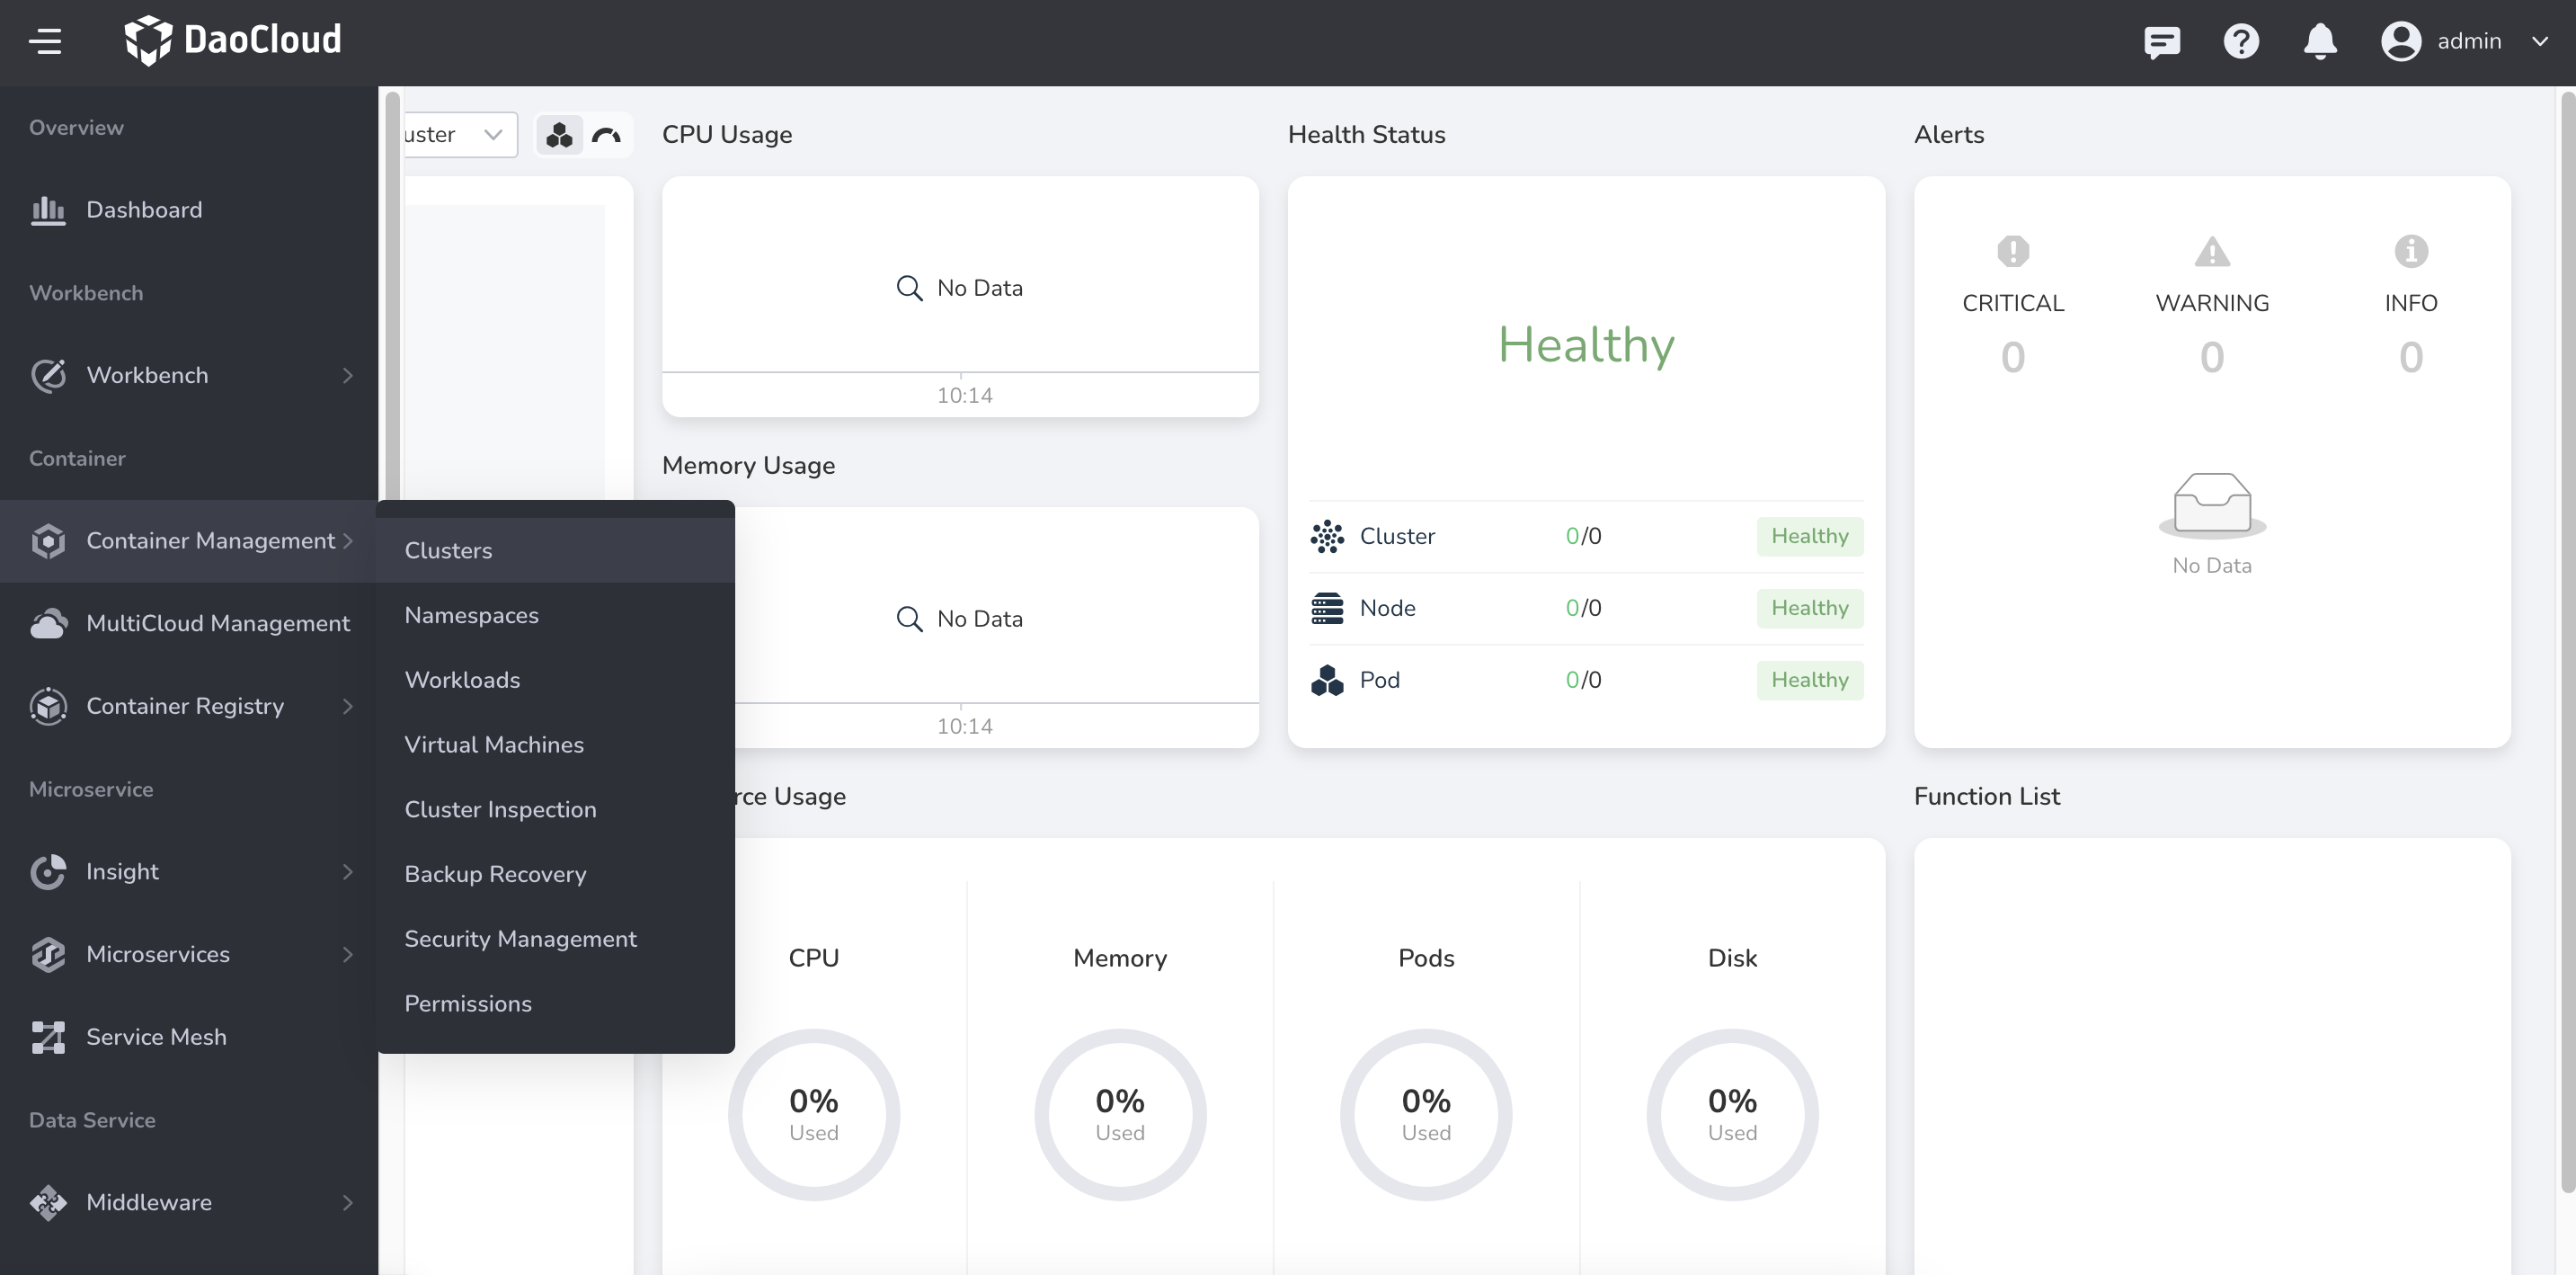 DaoCloud
admin
Overview
Dashboard
Workbench
Workbench
Container
Container Management
MultiCloud Management
Container Registry
Microservice
Insight
Microservices
Service Mesh
Data Service
Middleware
Clusters
Namespaces
Workloads
Virtual Machines
Cluster Inspection
Backup Recovery
Security Management
Permissions
uster
CPU Usage
No Data
10:14
Memory Usage
No Data
10:14
Health Status
Healthy
Cluster 0/0 Healthy
Node 0/0 Healthy
Pod 0/0 Healthy
Alerts
CRITICAL WARNING INFO
0 0 0
No Data
rce Usage
CPU Memory Pods Disk
0% 0% 0% 0%
Used Used Used Used
Function List